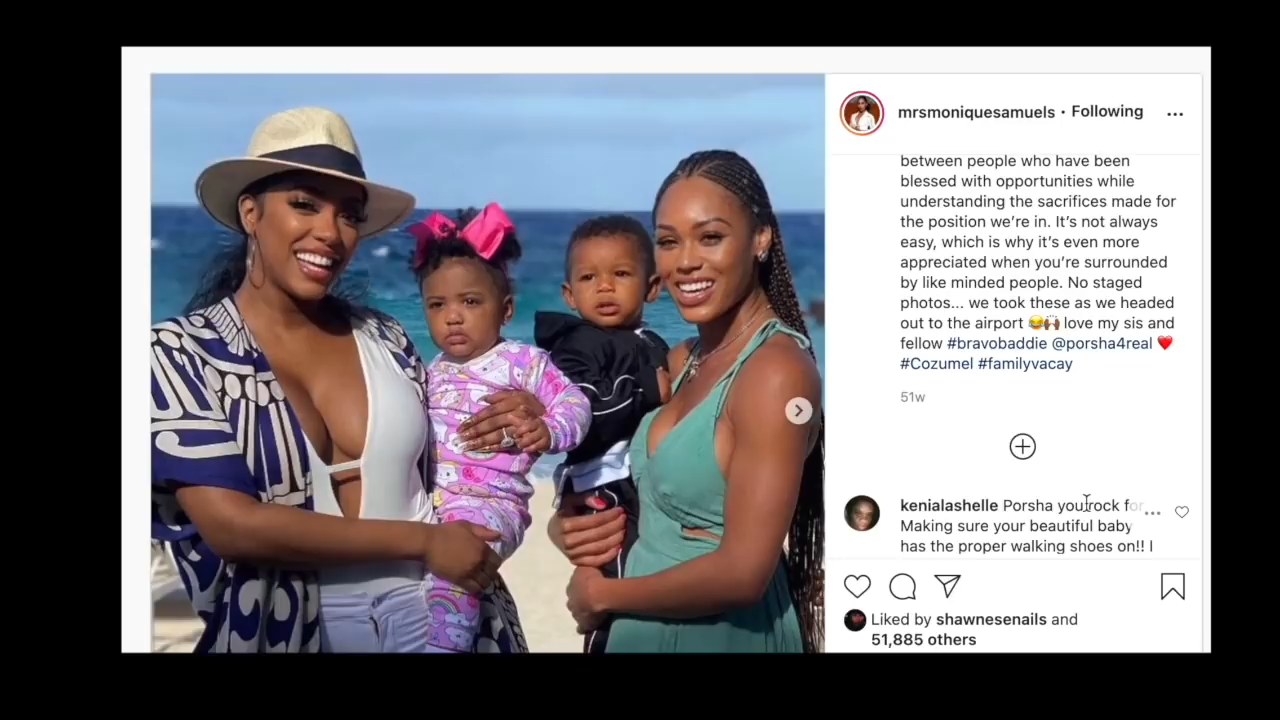 mrsmoniquesamuels • Following
between people who have been
blessed with opportunities while
understanding the sacrifices made for
the position we're in. It's not always
easy, which is why it's even more
appreciated when you're surrounded
by like minded people. No staged
photos... we took these as we headed
out to the airport 😂🙌🏾 love my sis and
fellow #bravobaddie @porsha4real ❤️
#Cozumel #familyvacay
51w
kenialashelle Porsha you rock for
Making sure your beautiful baby
has the proper walking shoes on!! I
Liked by shawnesenails and
51,885 others